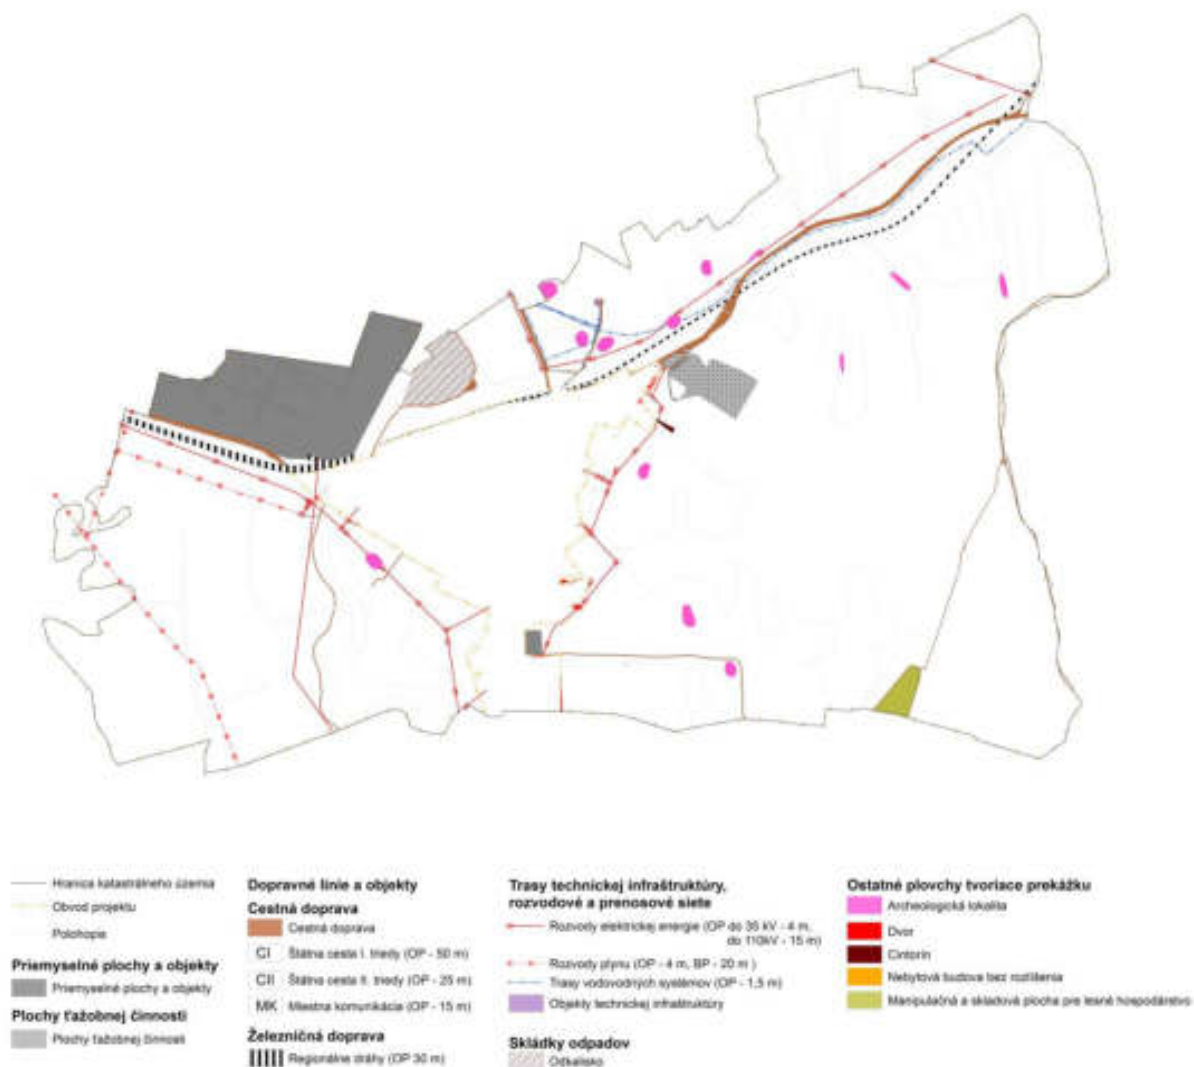 Hranica katastrálneho územia
Obvod projektu
Polohopis
Priemyselné plochy a objekty
Priemyselné plochy a objekty
Plochy ťažobnej činnosti
Plochy ťažobnej činnosti
Dopravné línie a objekty
Cestná doprava
Cestná doprava
CI Štátna cesta I. triedy (OP - 50 m)
CII Štátna cesta II. triedy (OP - 25 m)
MK Miestna komunikácia (OP - 15 m)
Železničná doprava
Regionálne dráhy (OP 30 m)
Trasy technickej infraštruktúry,
rozvodové a prenosové siete
Rozvody elektrickej energie (OP do 35 kV - 4 m,
do 110kV - 15 m)
Rozvody plynu (OP - 4 m, BP - 20 m )
Trasy vodovodných systémov (OP - 1,5 m)
Objekty technickej infraštruktúry
Skládky odpadov
Odkalisko
Ostatné plovchy tvoriace prekážku
Archeologická lokalita
Dvor
Cintorín
Nebytová budova bez rozlíšenia
Manipulačná a skladová plocha pre lesné hospodárstvo